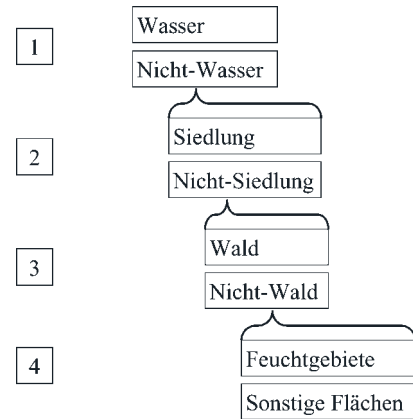 Wasser
1
Nicht-Wasser
Siedlung
2
Nicht-Siedlung
Wald
3
Nicht-Wald
Feuchtgebiete
4
Sonstige Flächen